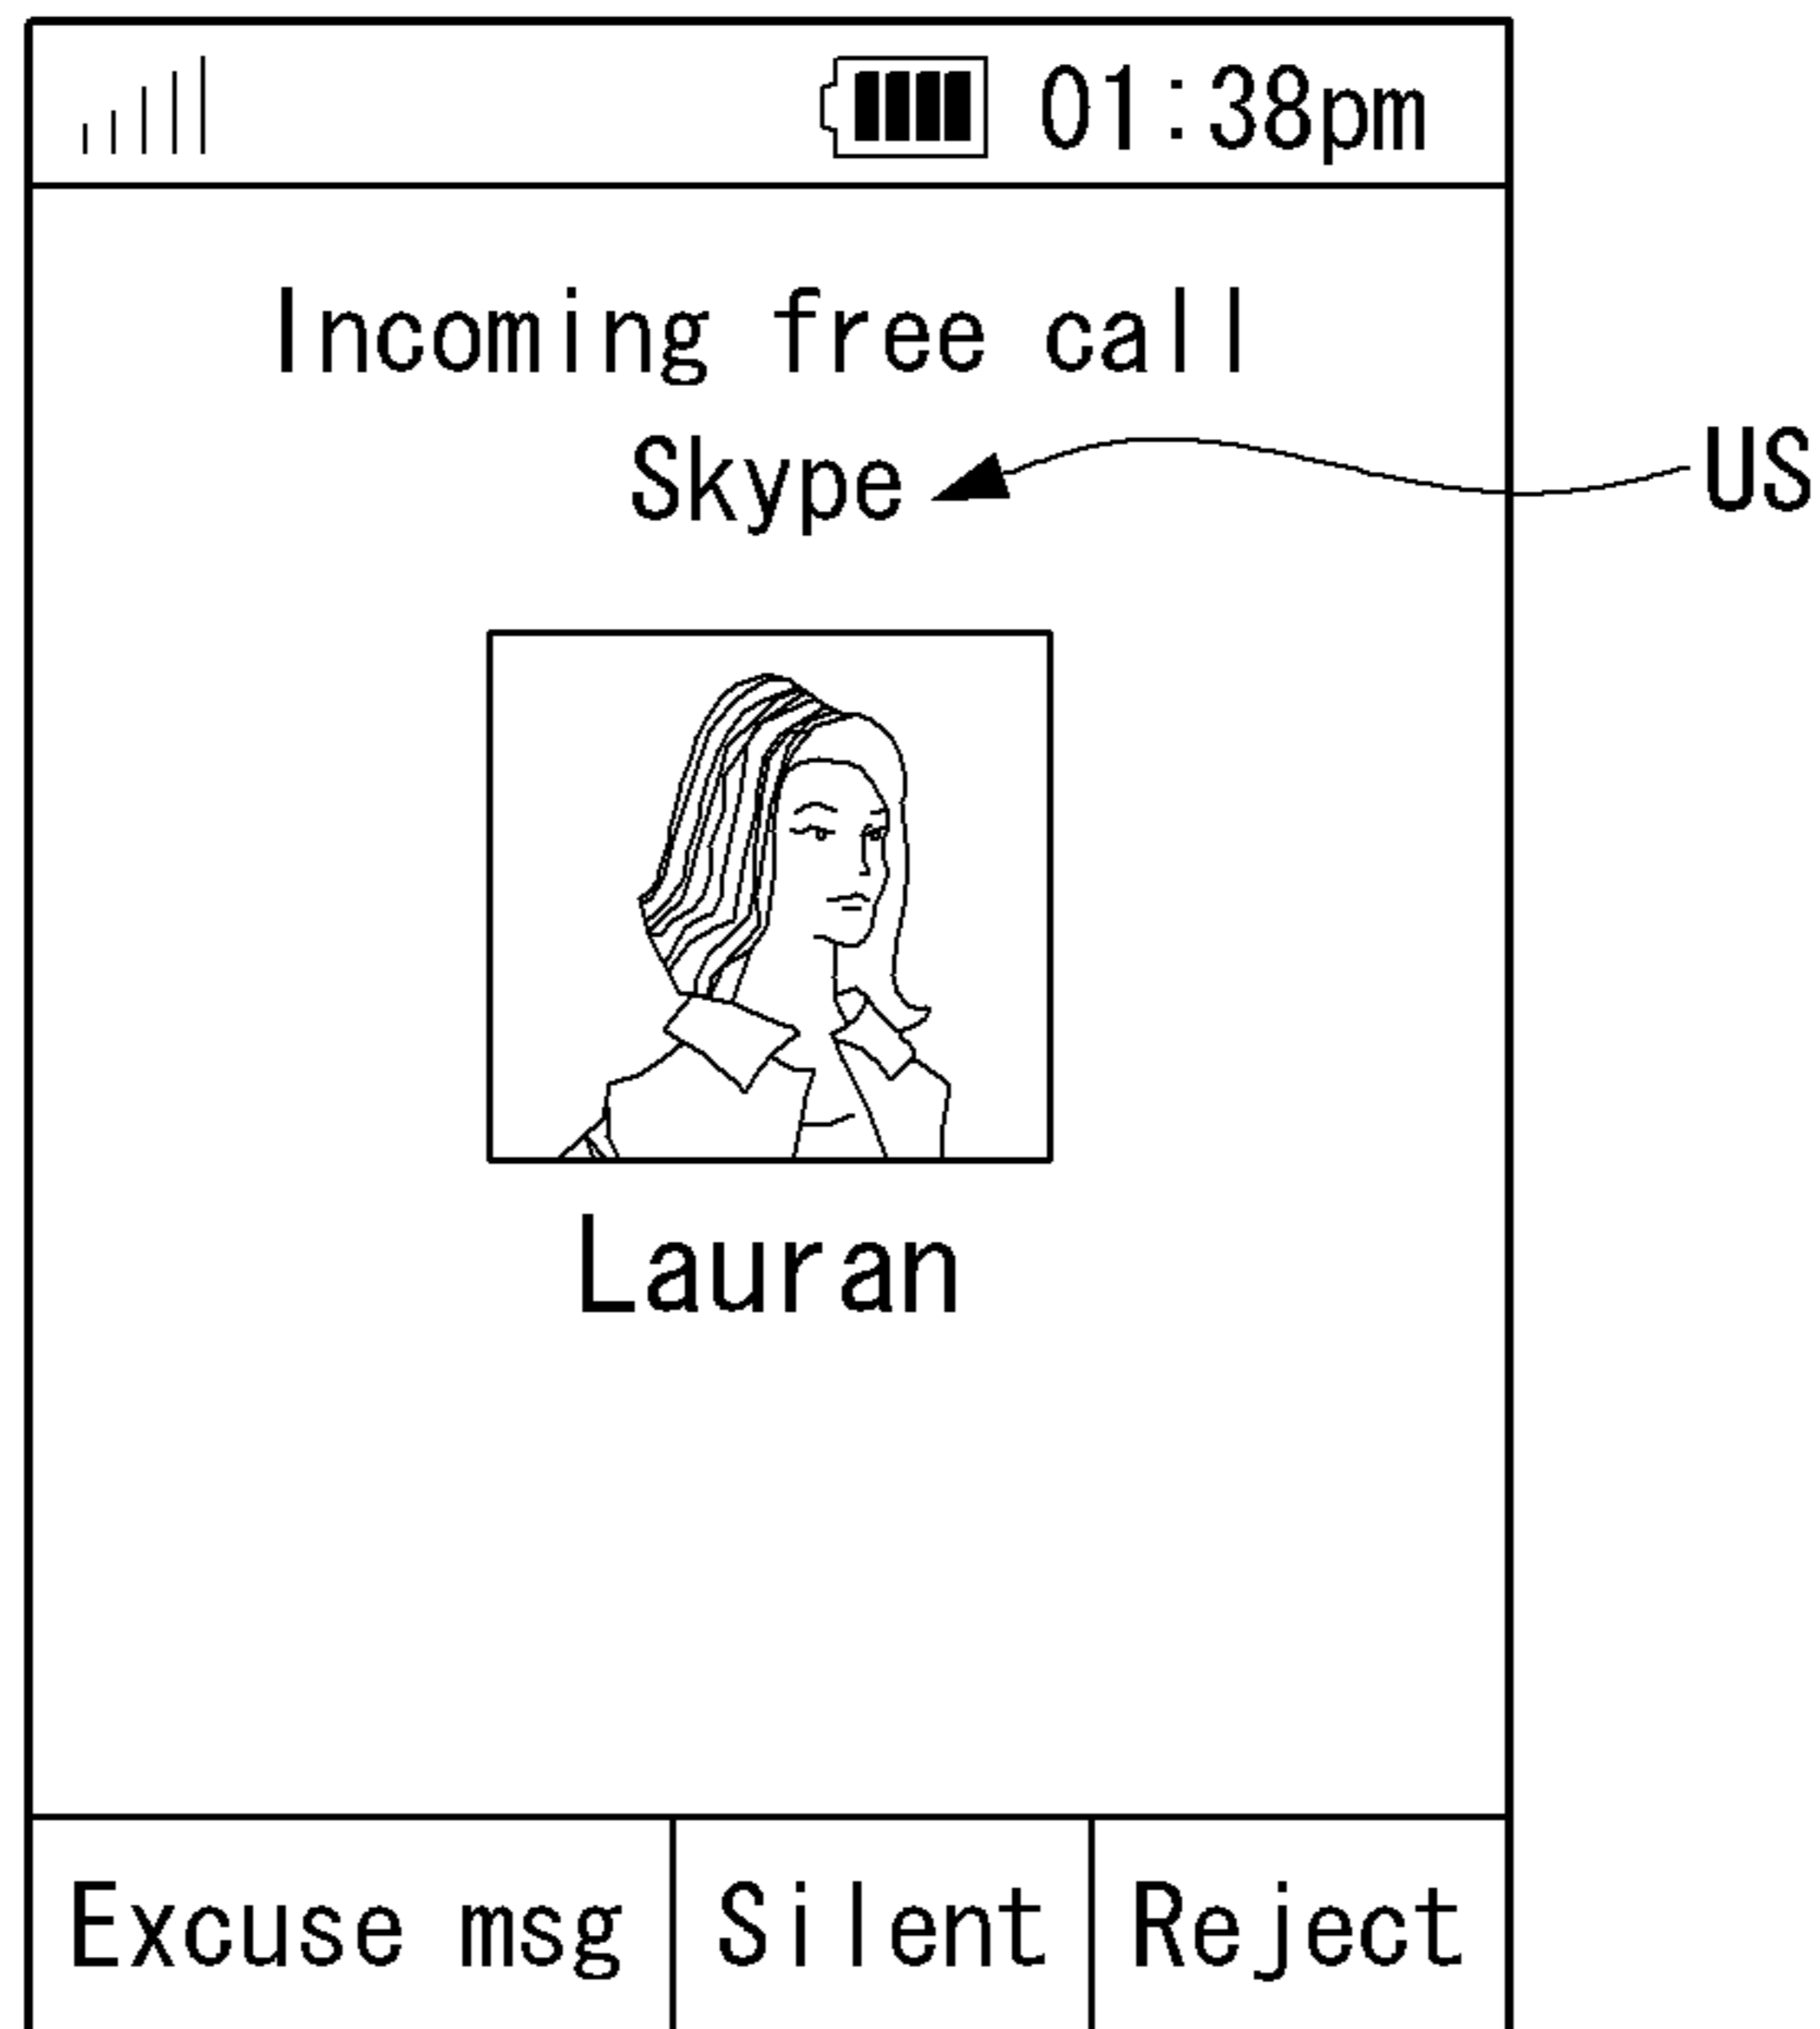 01:38pm
Incoming free call
Skype
US
Lauran
Excuse msg Silent Reject